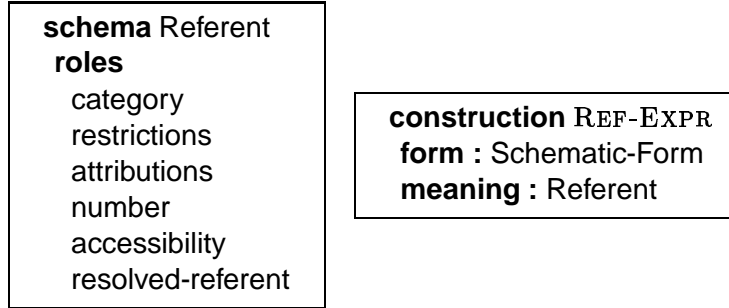 schema Referent
roles
category
restrictions
attributions
number
accessibility
resolved-referent
construction REF-EXPR
form : Schematic-Form
meaning : Referent